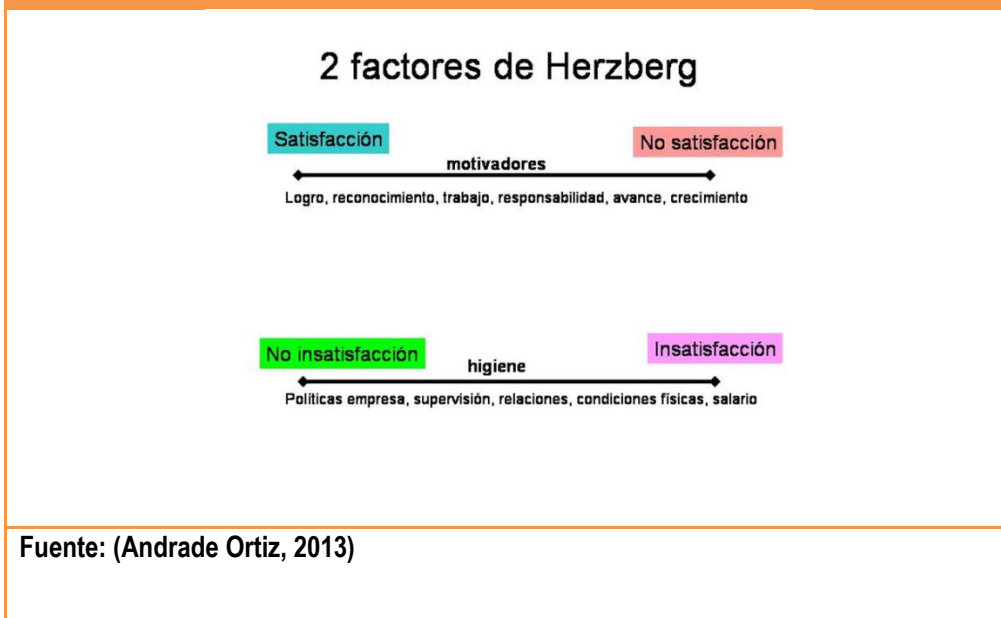 2 factores de Herzberg
Satisfacción
No satisfacción
motivadores
Logro, reconocimiento, trabajo, responsabilidad, avance, crecimiento
No insatisfacción
Insatisfacción
higiene
Políticas empresa, supervisión, relaciones, condiciones físicas, salario
Fuente: (Andrade Ortiz, 2013)